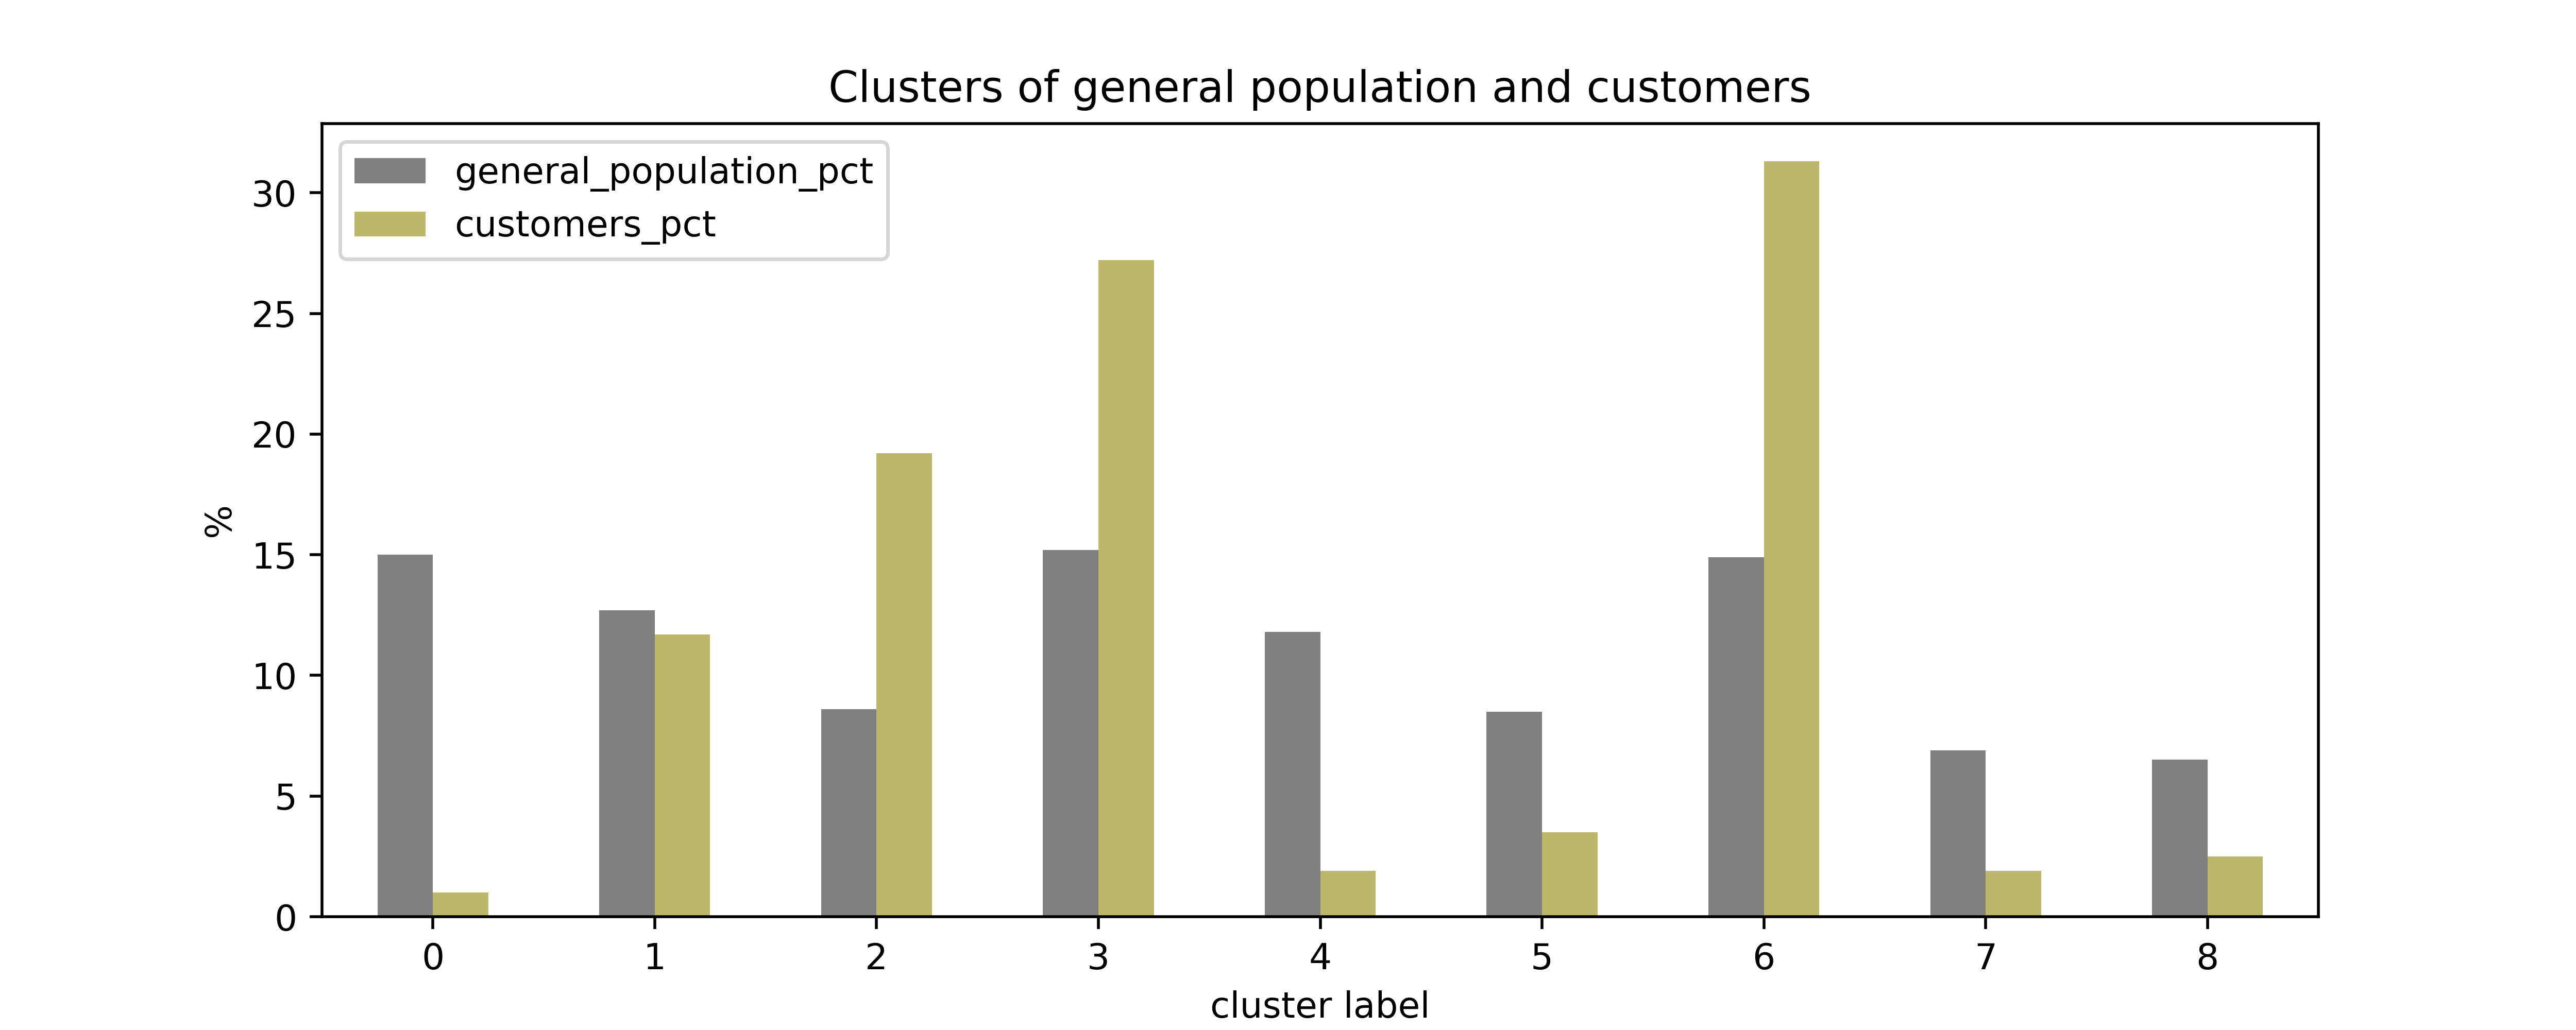 Clusters of general population and customers
general_population_pct
customers_pct
30
25
20
15
10
5
0
%
0 1 2 3 4 5 6 7 8
cluster label